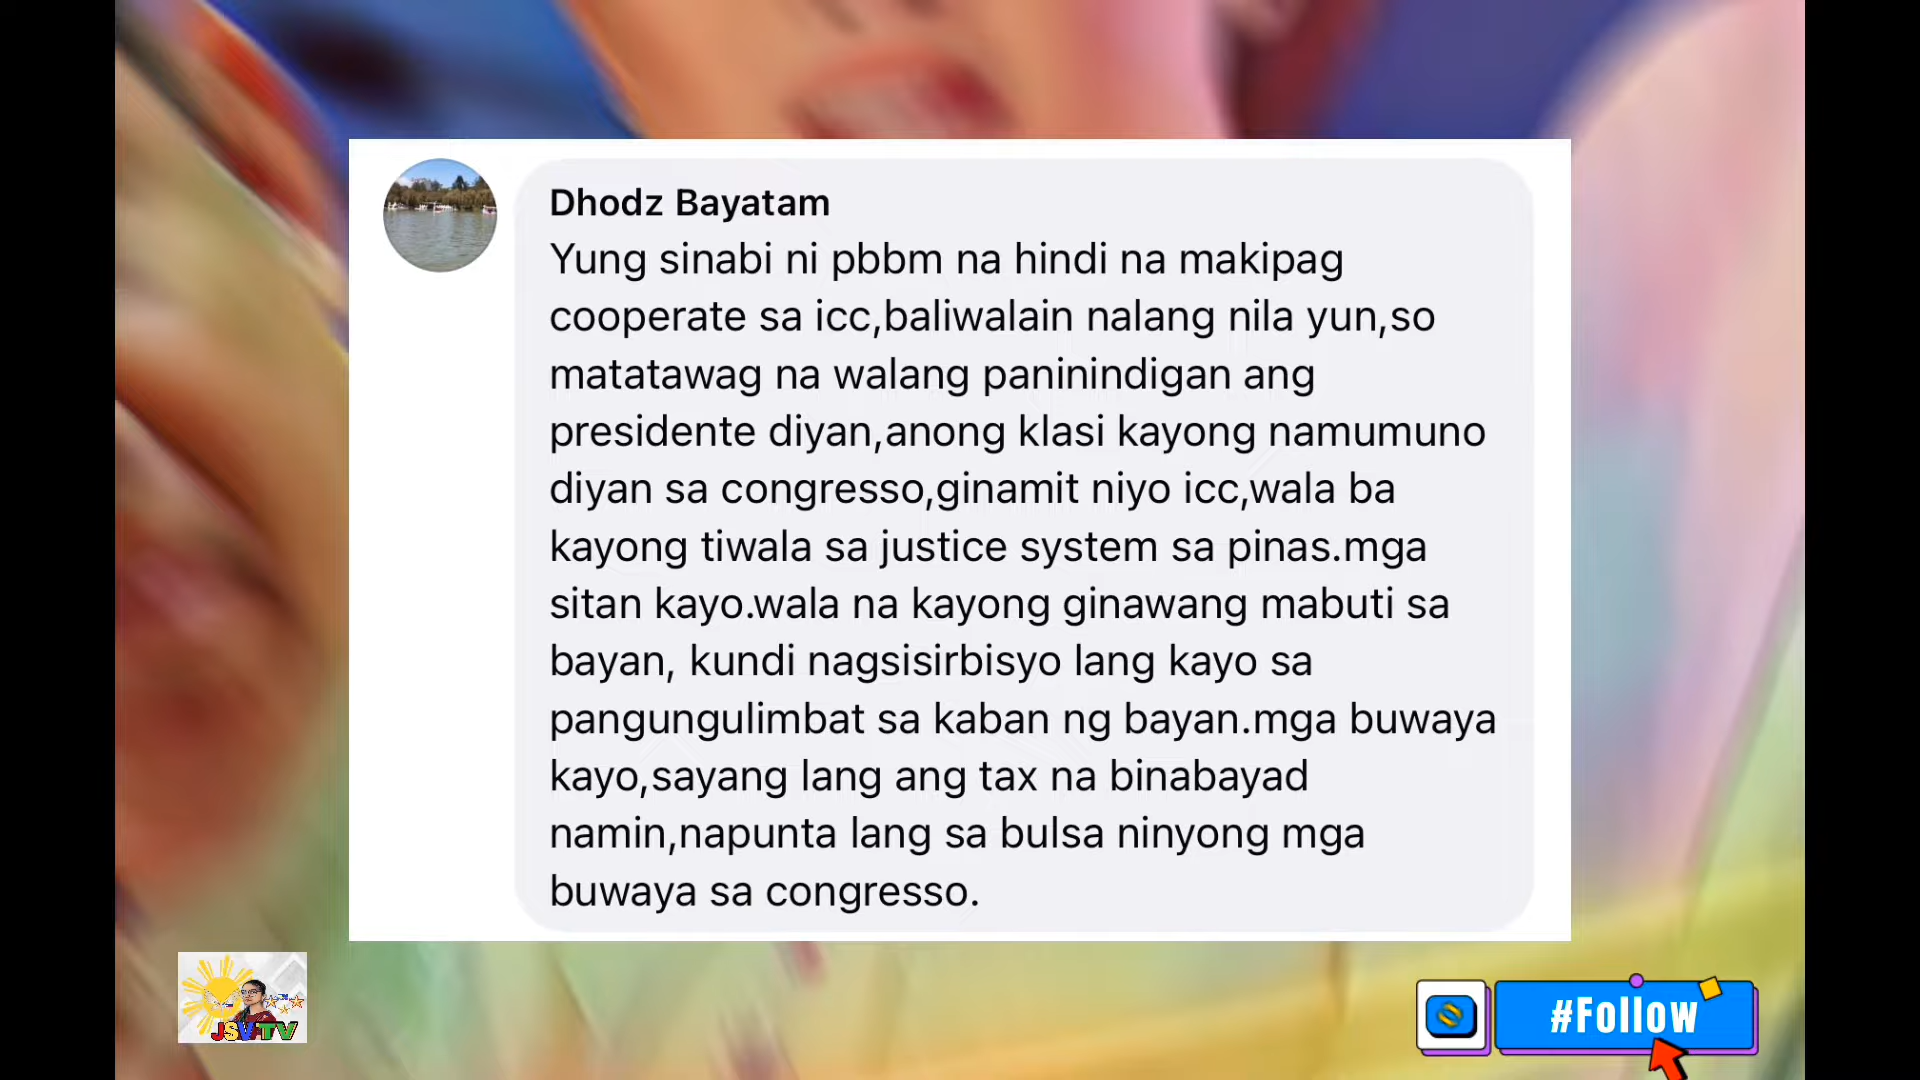 Dhodz Bayatam
Yung sinabi ni pbbm na hindi na makipag
cooperate sa icc,baliwalain nalang nila yun,so
matatawag na walang paninindigan ang
presidente diyan,anong klasi kayong namumuno
diyan sa congresso,ginamit niyo icc,wala ba
kayong tiwala sa justice system sa pinas.mga
sitan kayo.wala na kayong ginawang mabuti sa
bayan, kundi nagsisirbisyo lang kayo sa
pangungulimbat sa kaban ng bayan.mga buwaya
kayo,sayang lang ang tax na binabayad
namin,napunta lang sa bulsa ninyong mga
buwaya sa congresso.
JSV TV
#Follow